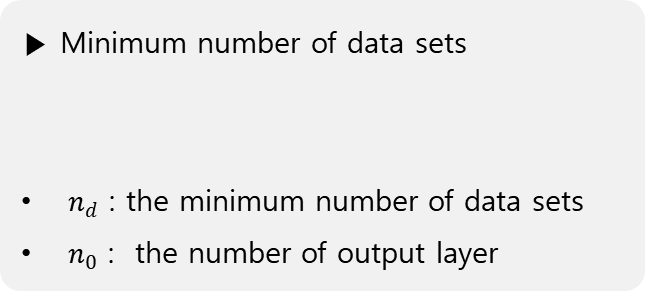 ▶ Minimum number of data sets
• n_d : the minimum number of data sets
• n_0 : the number of output layer